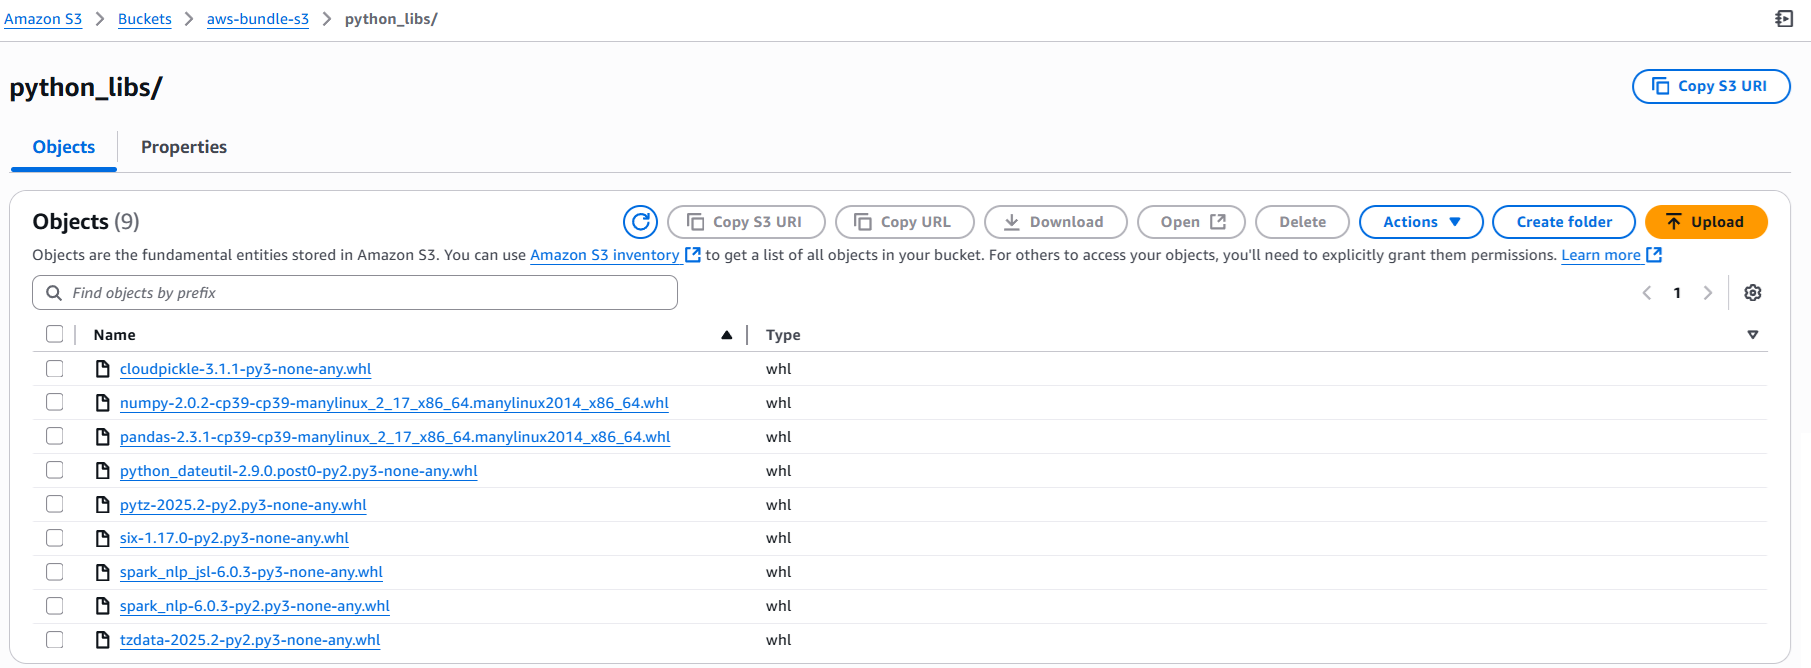 Amazon S3 > Buckets > aws-bundle-s3 > python_libs/
python_libs/
Copy S3 URI
Objects Properties
Objects (9)
Copy S3 URI Copy URL Download Open Delete Actions Create folder Upload
Objects are the fundamental entities stored in Amazon S3. You can use Amazon S3 inventory to get a list of all objects in your bucket. For others to access your objects, you'll need to explicitly grant them permissions. Learn more
Find objects by prefix
1
Name Type
cloudpickle-3.1.1-py3-none-any.whl whl
numpy-2.0.2-cp39-cp39-manylinux_2_17_x86_64.manylinux2014_x86_64.whl whl
pandas-2.3.1-cp39-cp39-manylinux_2_17_x86_64.manylinux2014_x86_64.whl whl
python_dateutil-2.9.0.post0-py2.py3-none-any.whl whl
pytz-2025.2-py2.py3-none-any.whl whl
six-1.17.0-py2.py3-none-any.whl whl
spark_nlp_jsl-6.0.3-py3-none-any.whl whl
spark_nlp-6.0.3-py2.py3-none-any.whl whl
tzdata-2025.2-py2.py3-none-any.whl whl